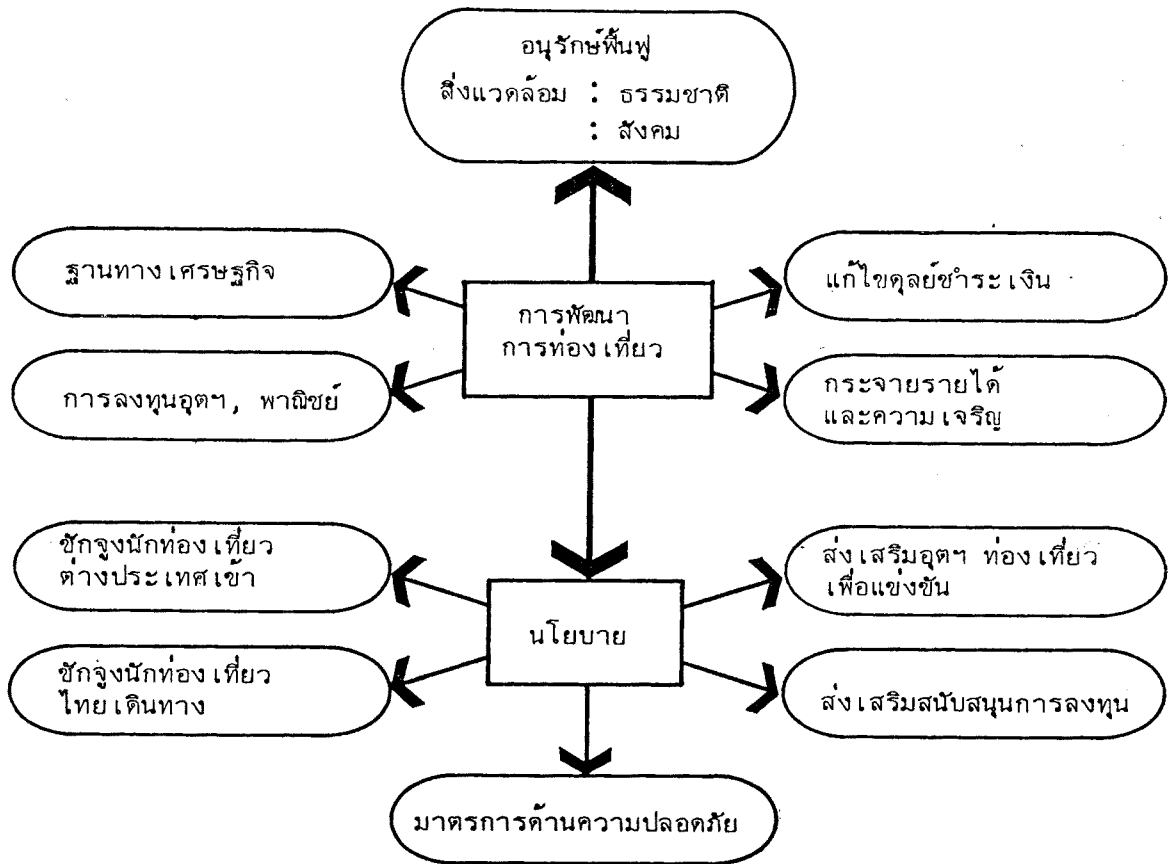 อนุรักษ์ฟื้นฟู
สิ่งแวดล้อม : ธรรมชาติ
: สังคม
ฐานทางเศรษฐกิจ
แก้ไขดุลย์ชำระเงิน
การพัฒนา
การท่องเที่ยว
การลงทุนอุตฯ, พาณิชย์
กระจายรายได้
และความเจริญ
ชักจูงนักท่องเที่ยว
ต่างประเทศเข้า
ส่งเสริมอุตฯ ท่องเที่ยว
เพื่อแข่งขัน
นโยบาย
ชักจูงนักท่องเที่ยว
ไทยเดินทาง
ส่งเสริมสนับสนุนการลงทุน
มาตรการด้านความปลอดภัย